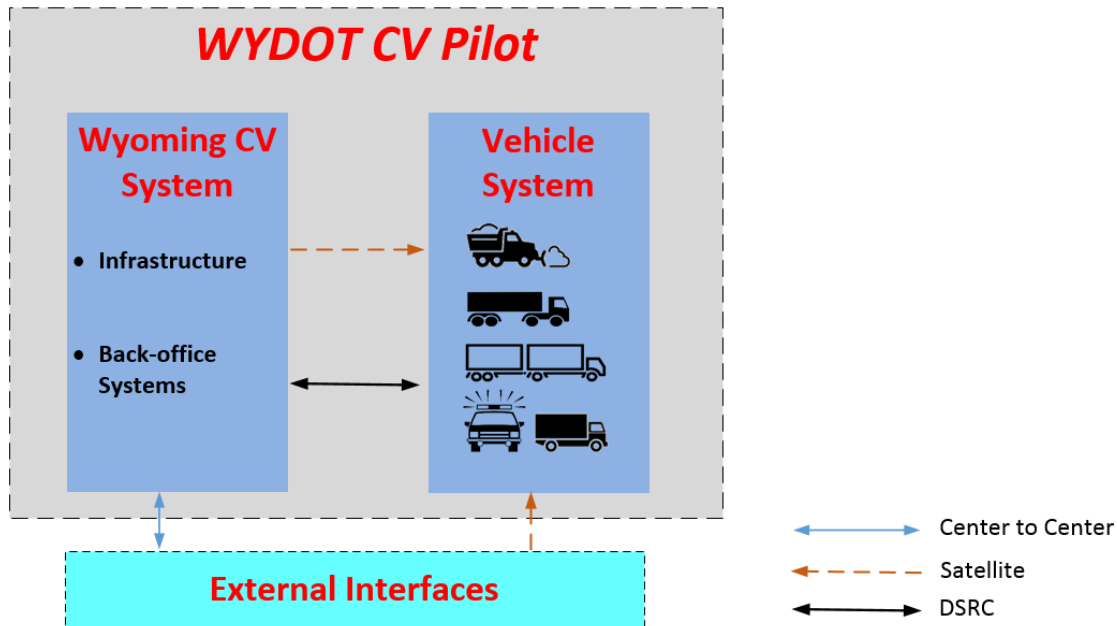 WYDOT CV Pilot
Wyoming CV
System
• Infrastructure
• Back-office
Systems
Vehicle
System
External Interfaces
Center to Center
Satellite
DSRC